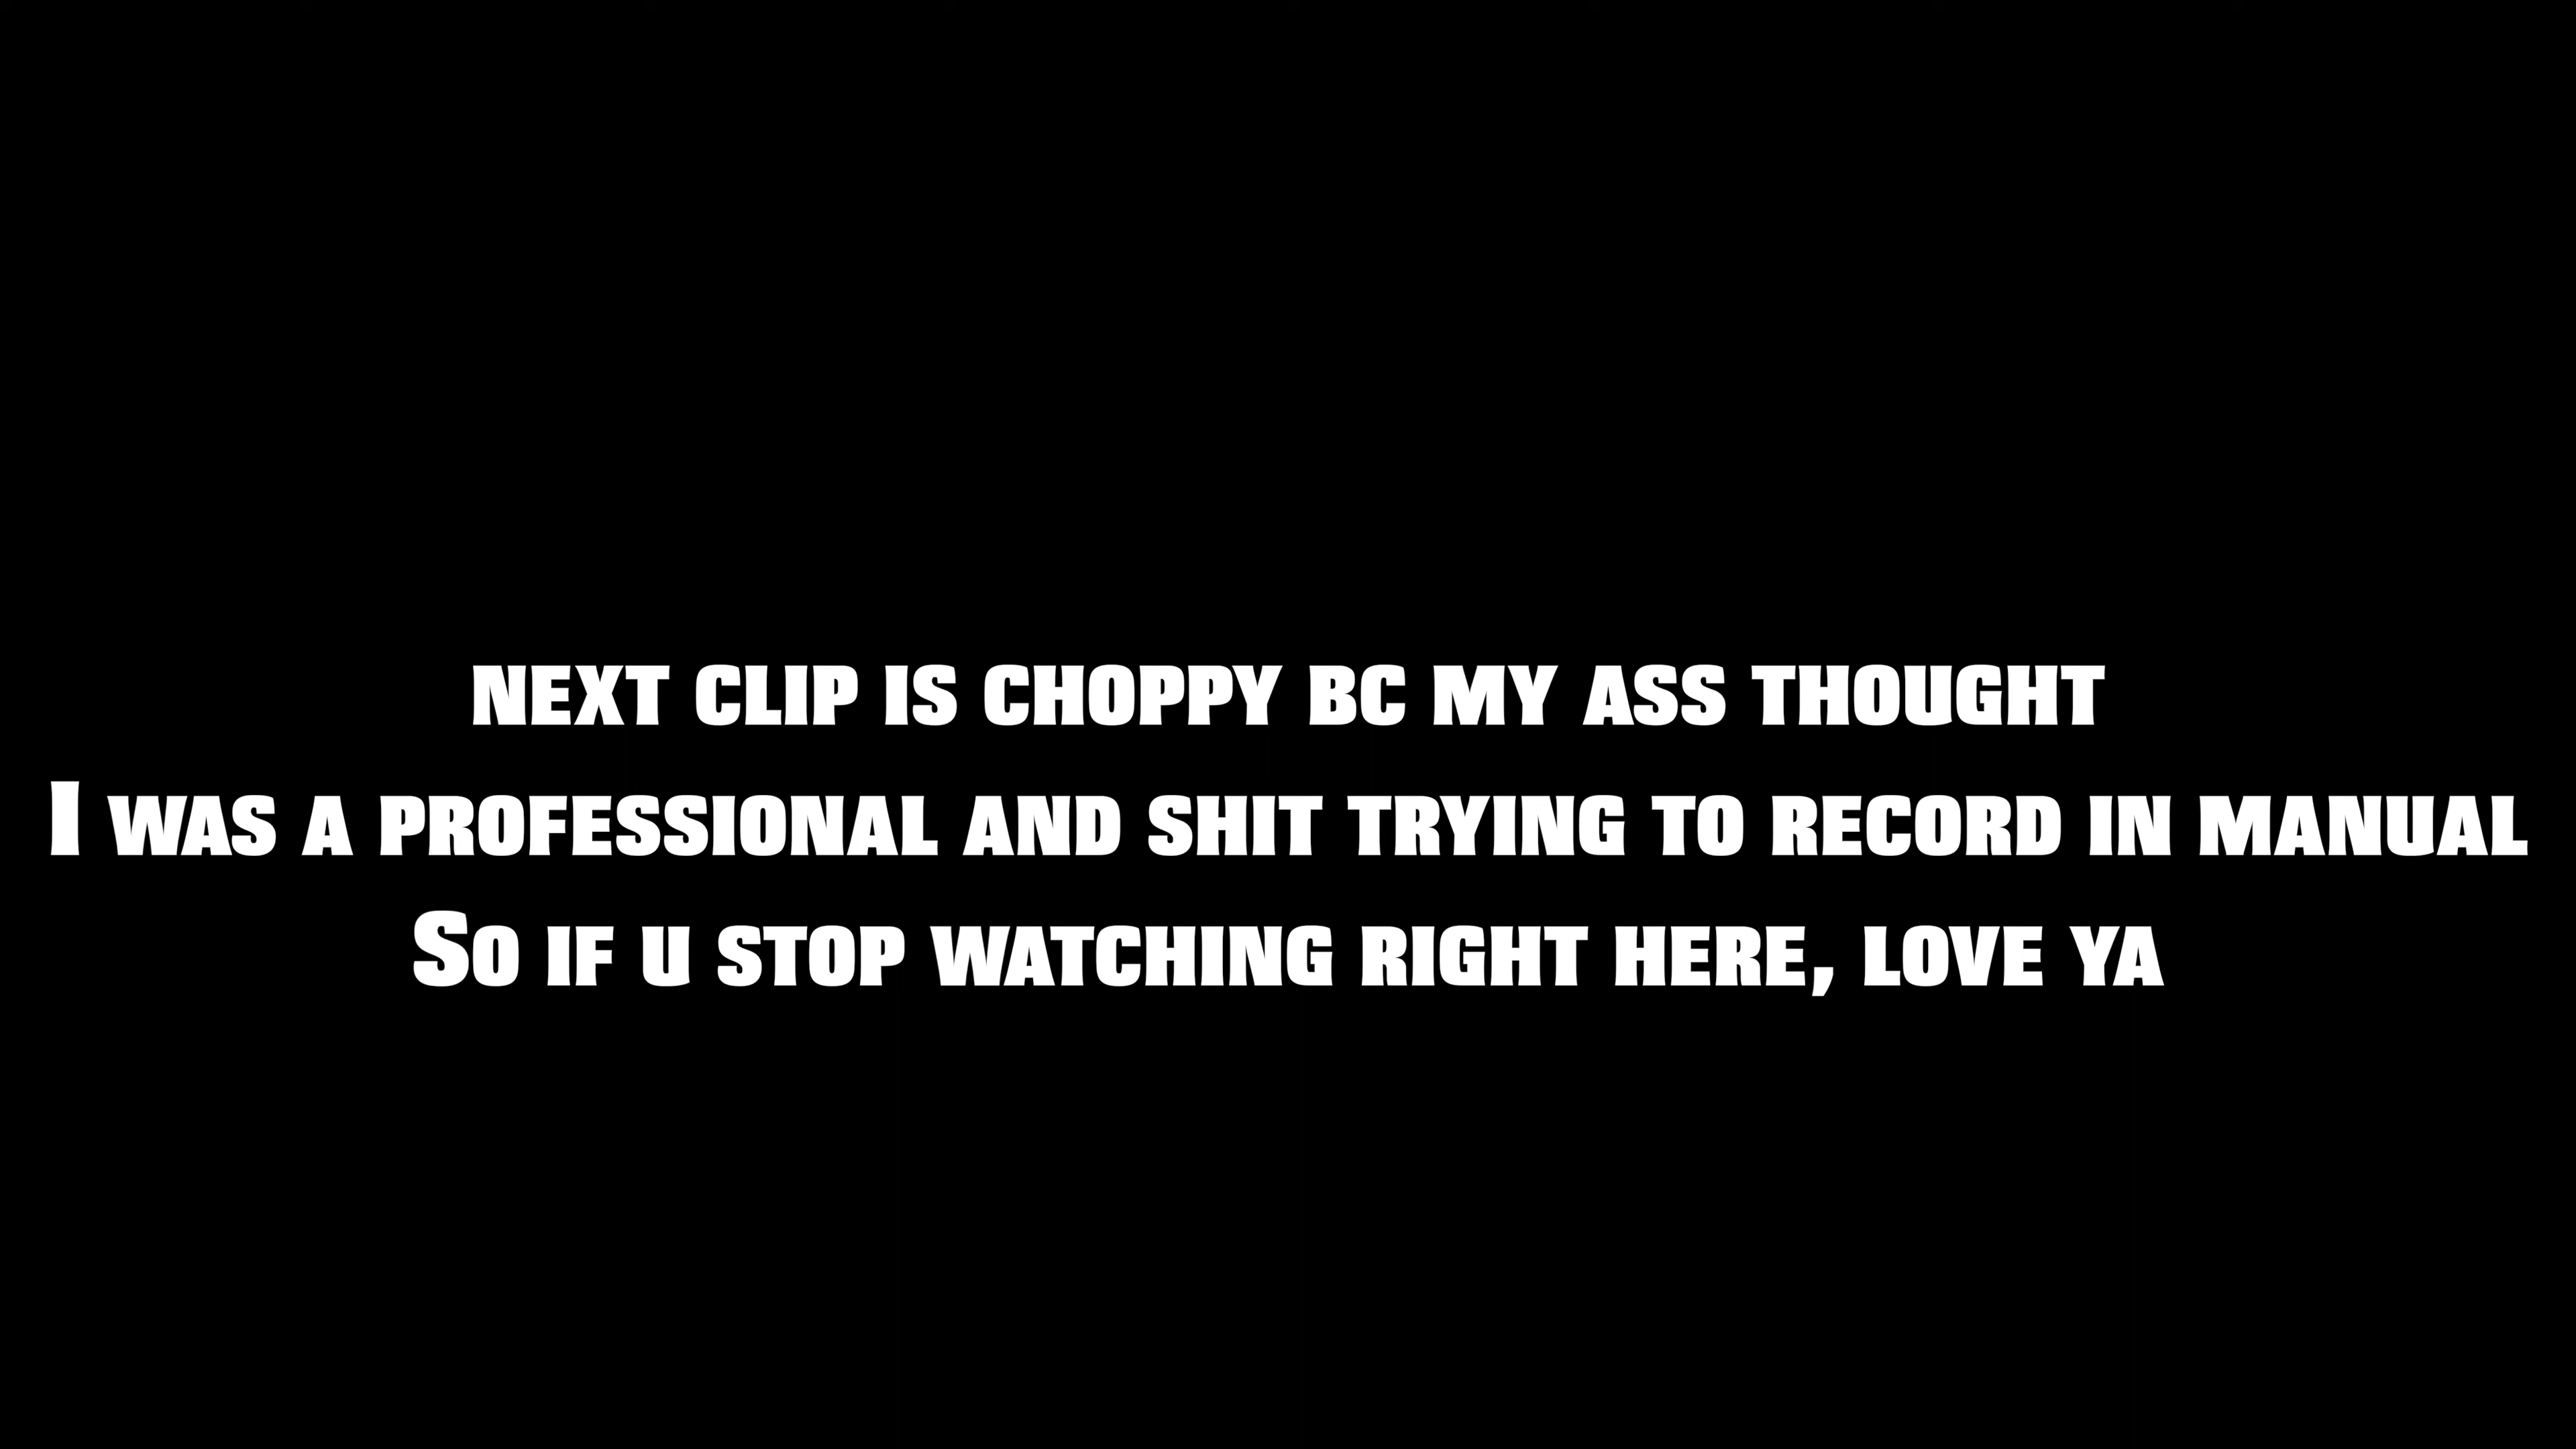 next clip is choppy bc my ass thought
I was a professional and shit trying to record in manual
So if u stop watching right here, love ya